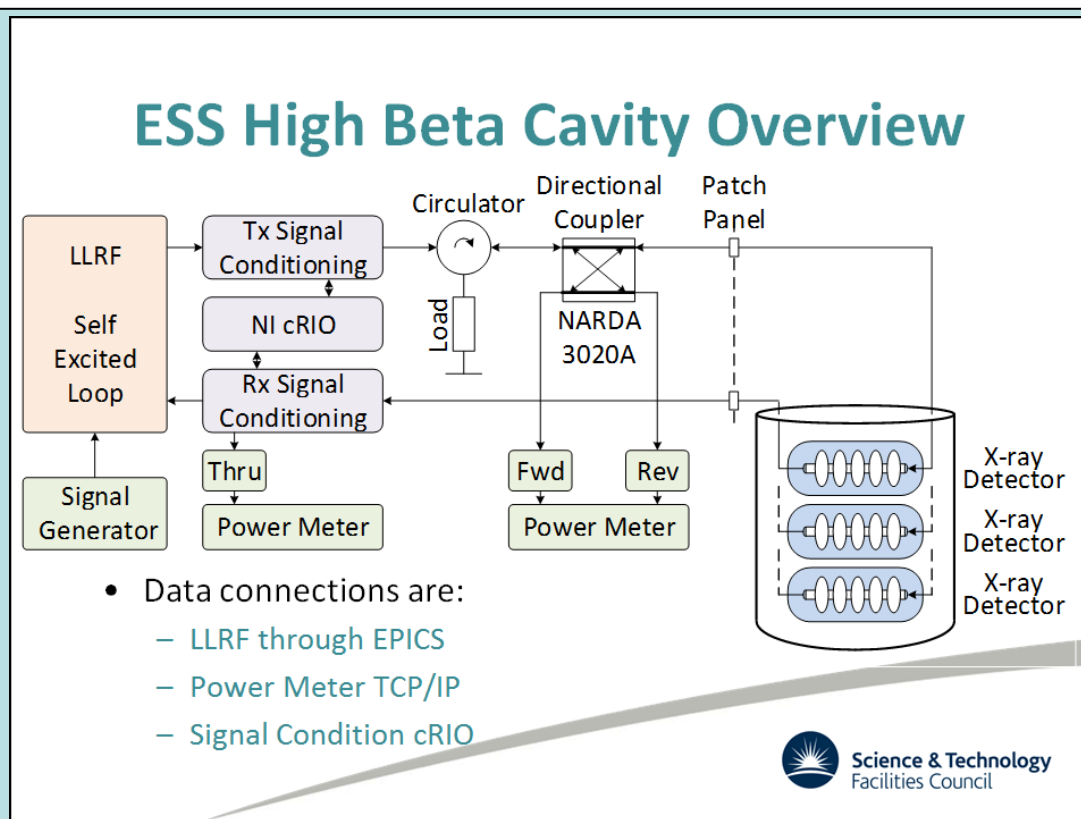 ESS High Beta Cavity Overview
LLRF
Self
Excited
Loop
Tx Signal
Conditioning
NI cRIO
Rx Signal
Conditioning
Circulator
Load
Directional
Coupler
NARDA
3020A
Patch
Panel
Signal
Generator
Thru
Power Meter
Fwd
Rev
Power Meter
X-ray
Detector
X-ray
Detector
X-ray
Detector
• Data connections are:
– LLRF through EPICS
– Power Meter TCP/IP
– Signal Condition cRIO
Science & Technology
Facilities Council